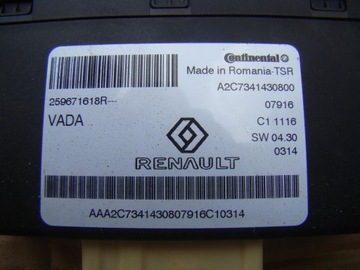 Continental
Made in Romania-TSR
A2C7341430800
259671618R---
07916
VADA
C1 1116
SW 04.30
0314
RENAULT
AAA2C7341430807916C10314